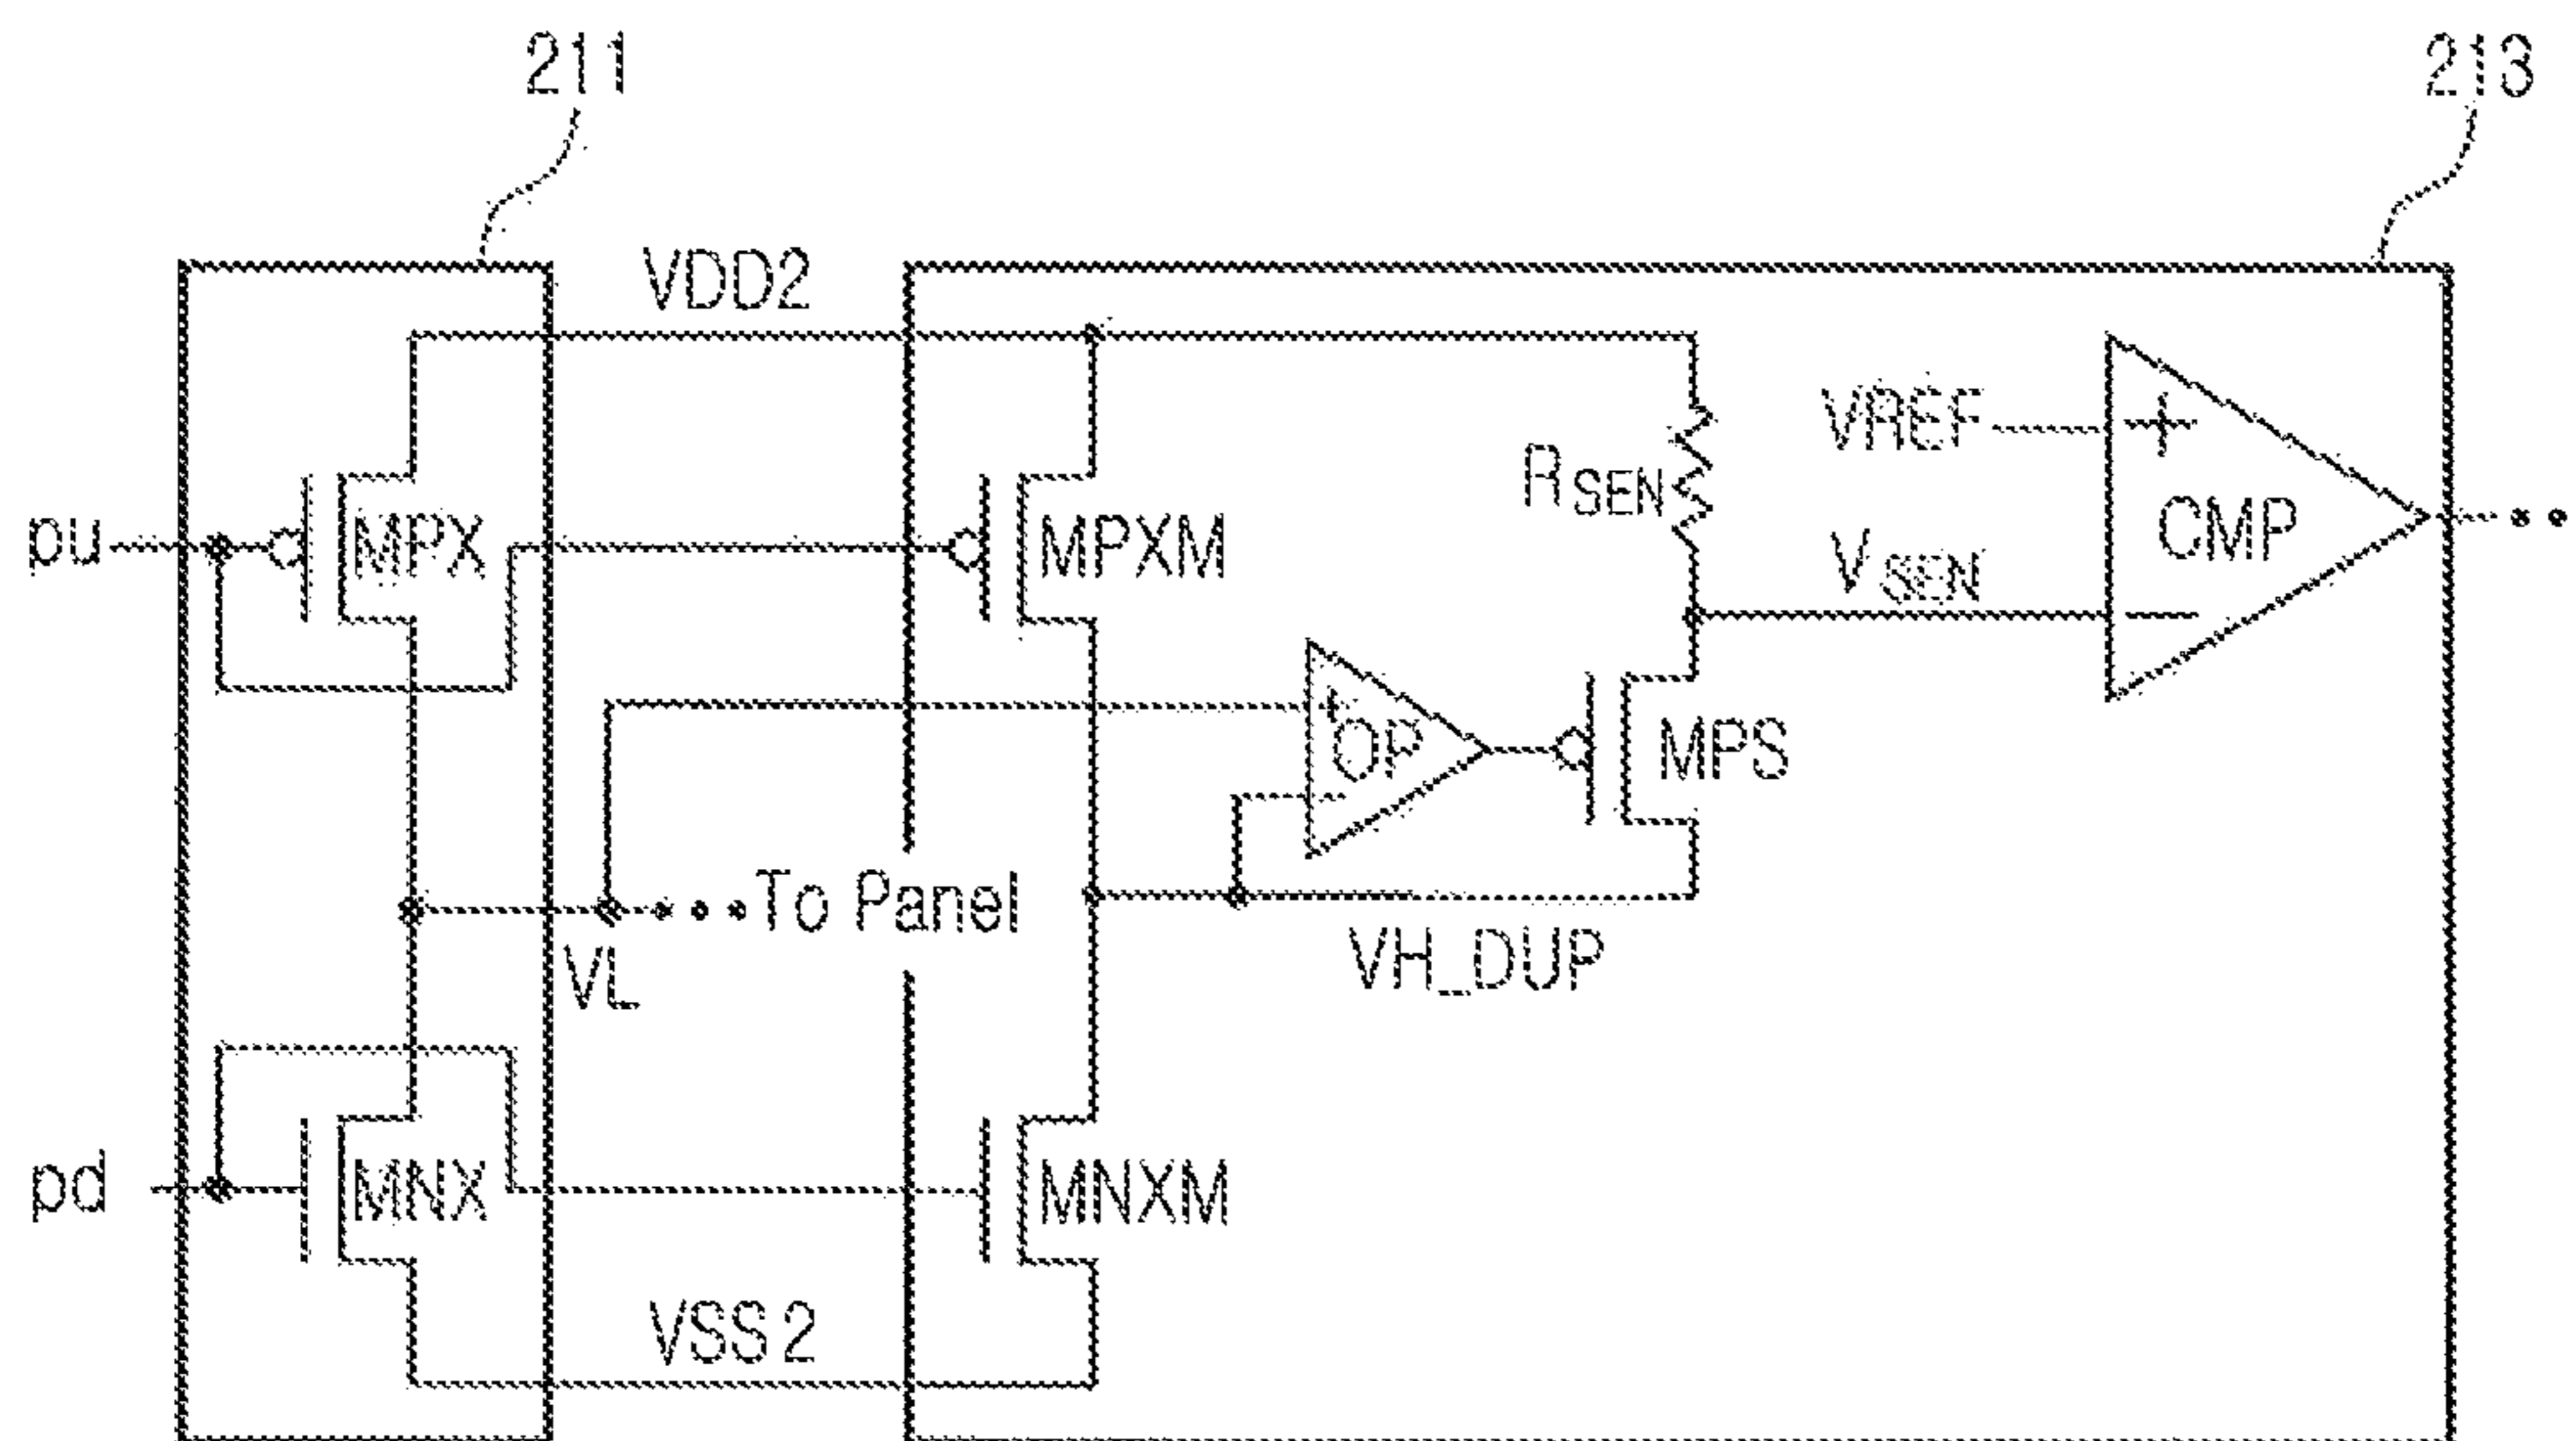 211
213
VDD2
VREF
+
RSEN
CMP
pu
MPX
MPXM
VSEN
−
+
OP
MPS
−
To Panel
VL
VH_DUP
pd
MNX
MNXM
VSS2